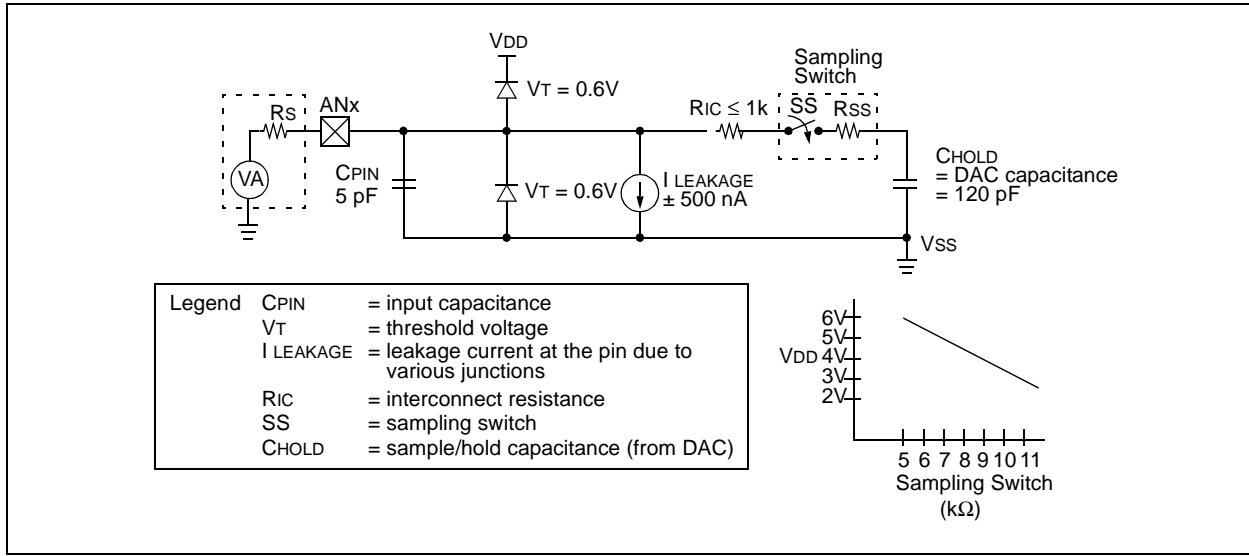 VDD
Sampling
Switch
VT = 0.6V
RS
ANx
RIC ≤ 1k
SS
RSS
VA
CPIN
5 pF
VT = 0.6V
I LEAKAGE
± 500 nA
CHOLD
= DAC capacitance
= 120 pF
VSS
Legend CPIN = input capacitance
VT = threshold voltage
I LEAKAGE = leakage current at the pin due to
various junctions
RIC = interconnect resistance
SS = sampling switch
CHOLD = sample/hold capacitance (from DAC)
6V
5V
VDD 4V
3V
2V
5 6 7 8 9 10 11
Sampling Switch
(kΩ)